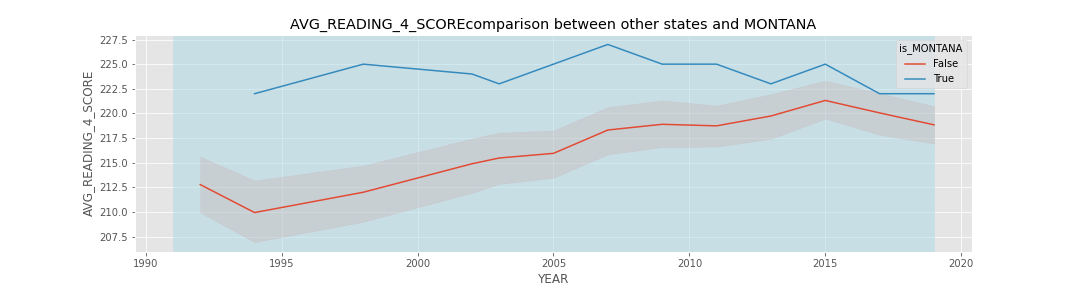 AVG_READING_4_SCOREcomparison between other states and MONTANA
AVG_READING_4_SCORE
227.5
225.0
222.5
220.0
217.5
215.0
212.5
210.0
207.5
is_MONTANA
False
True
1990
1995
2000
2005
2010
2015
2020
YEAR